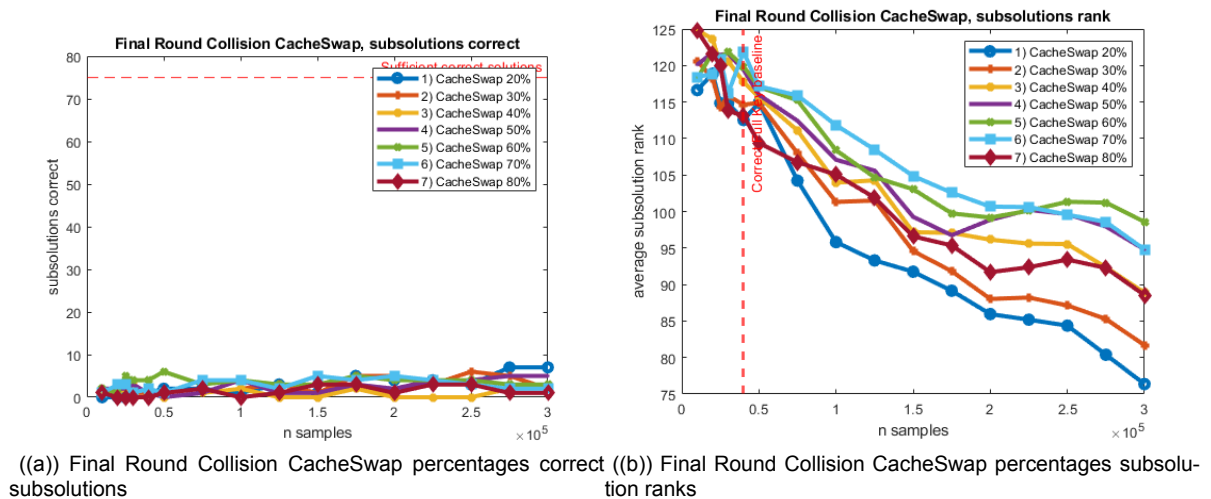 Final Round Collision CacheSwap, subsolutions correct
80
70
60
50
40
30
20
10
0
subsolutions correct
Sufficient correct solutions
1) CacheSwap 20%
2) CacheSwap 30%
3) CacheSwap 40%
4) CacheSwap 50%
5) CacheSwap 60%
6) CacheSwap 70%
7) CacheSwap 80%
0 0.5 1 1.5 2 2.5 3
n samples
×10^5
Final Round Collision CacheSwap, subsolutions rank
125
120
115
110
105
100
95
90
85
80
75
average subsolution rank
Correct Full Key baseline
1) CacheSwap 20%
2) CacheSwap 30%
3) CacheSwap 40%
4) CacheSwap 50%
5) CacheSwap 60%
6) CacheSwap 70%
7) CacheSwap 80%
0 0.5 1 1.5 2 2.5 3
n samples
×10^5
((a)) Final Round Collision CacheSwap percentages correct
subsolutions
((b)) Final Round Collision CacheSwap percentages subsolu-
tion ranks